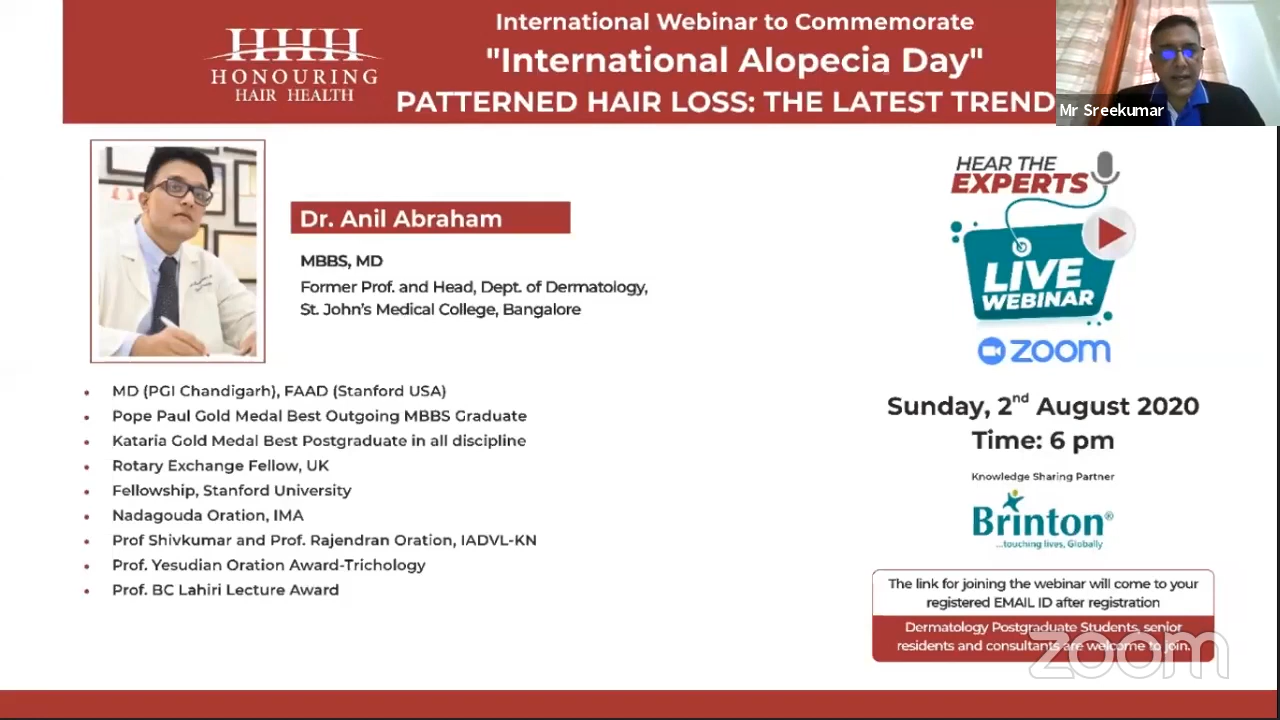 HHH
HONOURING
HAIR HEALTH
International Webinar to Commemorate
"International Alopecia Day"
PATTERNED HAIR LOSS: THE LATEST TREND
Mr Sreekumar
Dr. Anil Abraham
MBBS, MD
Former Prof. and Head, Dept. of Dermatology,
St. John's Medical College, Bangalore
• MD (PGI Chandigarh), FAAD (Stanford USA)
• Pope Paul Gold Medal Best Outgoing MBBS Graduate
• Kataria Gold Medal Best Postgraduate in all discipline
• Rotary Exchange Fellow, UK
• Fellowship, Stanford University
• Nadagouda Oration, IMA
• Prof Shivkumar and Prof. Rajendran Oration, IADVL-KN
• Prof. Yesudian Oration Award-Trichology
• Prof. BC Lahiri Lecture Award
HEAR THE
EXPERTS
LIVE
WEBINAR
zoom
Sunday, 2nd August 2020
Time: 6 pm
Knowledge Sharing Partner
Brinton®
...touching lives, Globally
The link for joining the webinar will come to your
registered EMAIL ID after registration
Dermatology Postgraduate Students, senior
residents and consultants are welcome to join.
zoom